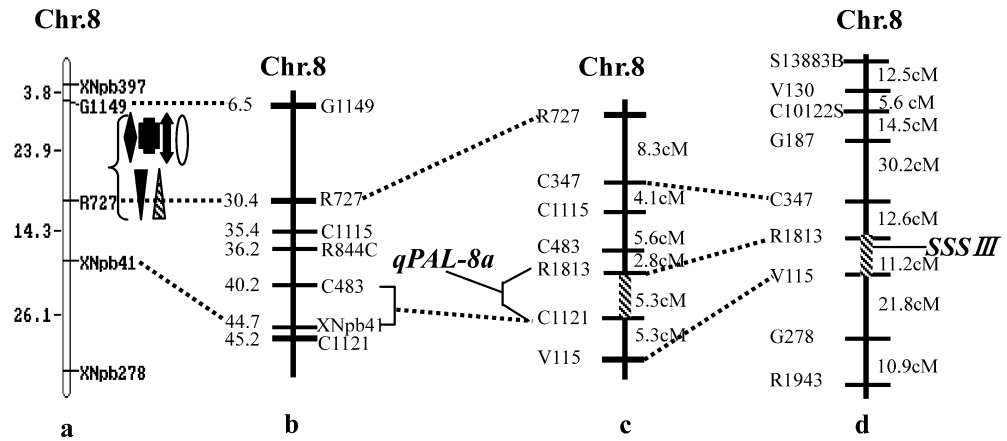 Chr.8
XNpb397
3.8
G1149
23.9
R727
14.3
XNpb41
26.1
XNpb278
a
Chr.8
6.5
G1149
30.4
R727
35.4
C1115
36.2
R844C
40.2
C483
44.7
XNpb41
45.2
C1121
b
qPAL-8a
Chr.8
R727
8.3cM
C347
4.1cM
C1115
5.6cM
C483
2.8cM
R1813
5.3cM
C1121
5.3cM
V115
c
Chr.8
S13883B
12.5cM
V130
5.6 cM
C10122S
14.5cM
G187
30.2cM
C347
12.6cM
R1813
SSSⅢ
11.2cM
V115
21.8cM
G278
10.9cM
R1943
d